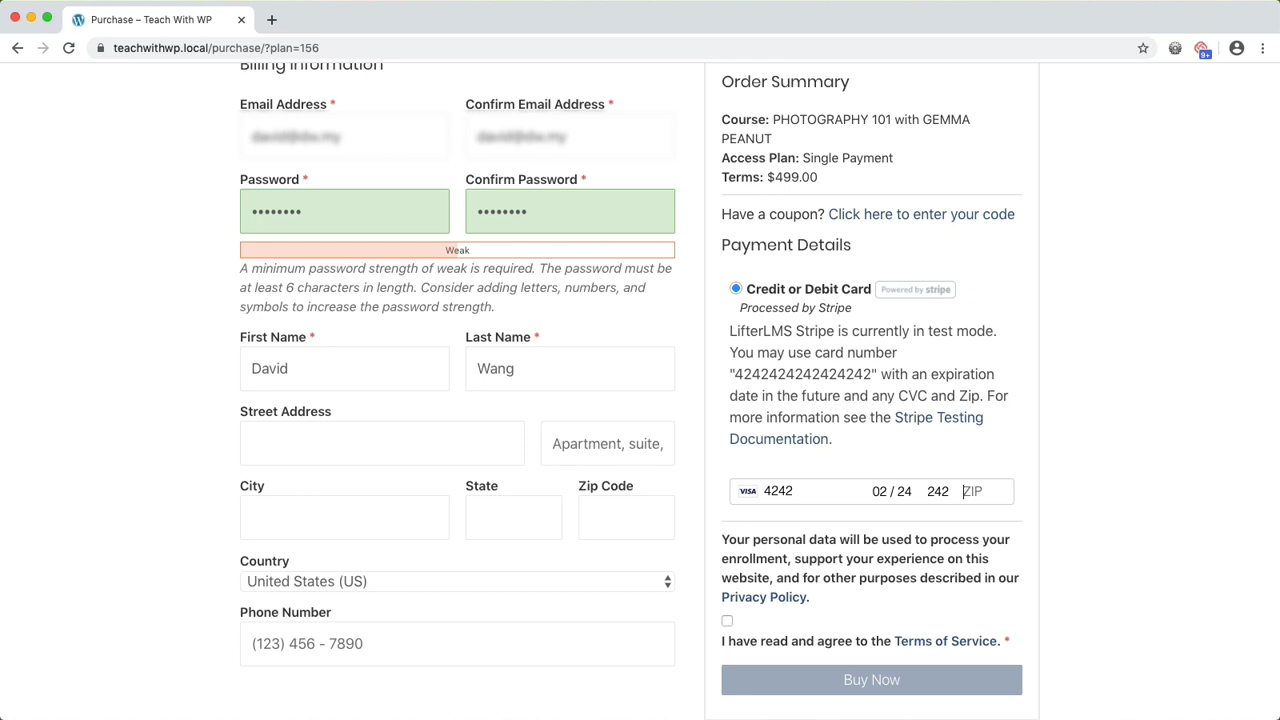 Purchase – Teach With WP
teachwithwp.local/purchase/?plan=156
9+
Billing Information
Email Address *
Confirm Email Address *
david@dw.my
david@dw.my
Password *
Confirm Password *
••••••••
••••••••
Weak
A minimum password strength of weak is required. The password must be
at least 6 characters in length. Consider adding letters, numbers, and
symbols to increase the password strength.
First Name *
Last Name *
David
Wang
Street Address
Apartment, suite,
City
State
Zip Code
Country
United States (US)
Phone Number
(123) 456 - 7890
Order Summary
Course: PHOTOGRAPHY 101 with GEMMA
PEANUT
Access Plan: Single Payment
Terms: $499.00
Have a coupon? Click here to enter your code
Payment Details
Credit or Debit Card Powered by stripe
Processed by Stripe
LifterLMS Stripe is currently in test mode.
You may use card number
"4242424242424242" with an expiration
date in the future and any CVC and Zip. For
more information see the Stripe Testing
Documentation.
VISA 4242 02 / 24 242 ZIP
Your personal data will be used to process your
enrollment, support your experience on this
website, and for other purposes described in our
Privacy Policy.
I have read and agree to the Terms of Service. *
Buy Now